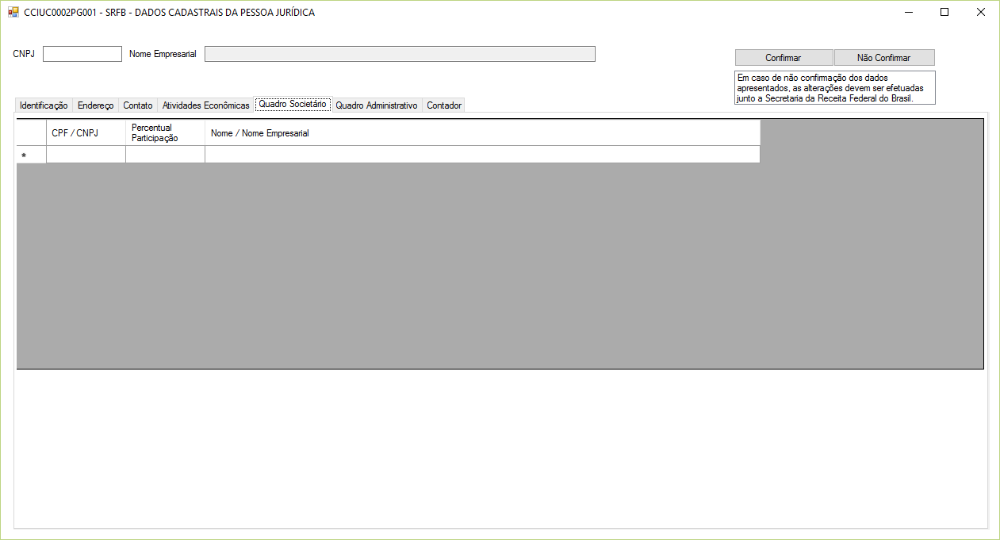 CCIUC0002PG001 - SRFB - DADOS CADASTRAIS DA PESSOA JURÍDICA
CNPJ Nome Empresarial
Confirmar Não Confirmar
Em caso de não confirmação dos dados
apresentados, as alterações devem ser efetuadas
junto a Secretaria da Receita Federal do Brasil.
Identificação Endereço Contato Atividades Econômicas Quadro Societário Quadro Administrativo Contador
CPF / CNPJ
Percentual
Participação
Nome / Nome Empresarial
*